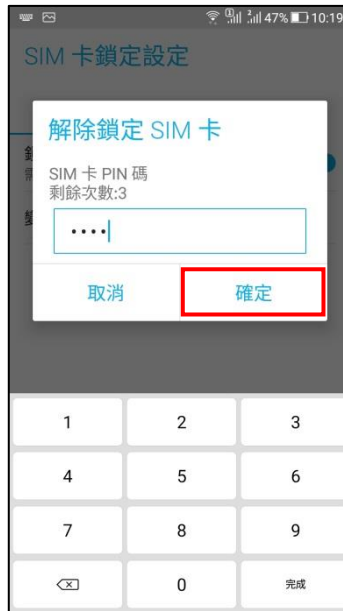 47% 10:19
SIM 卡鎖定設定
解除鎖定 SIM 卡
SIM 卡 PIN 碼
剩餘次數:3
••••
取消 確定
1 2 3
4 5 6
7 8 9
0 完成